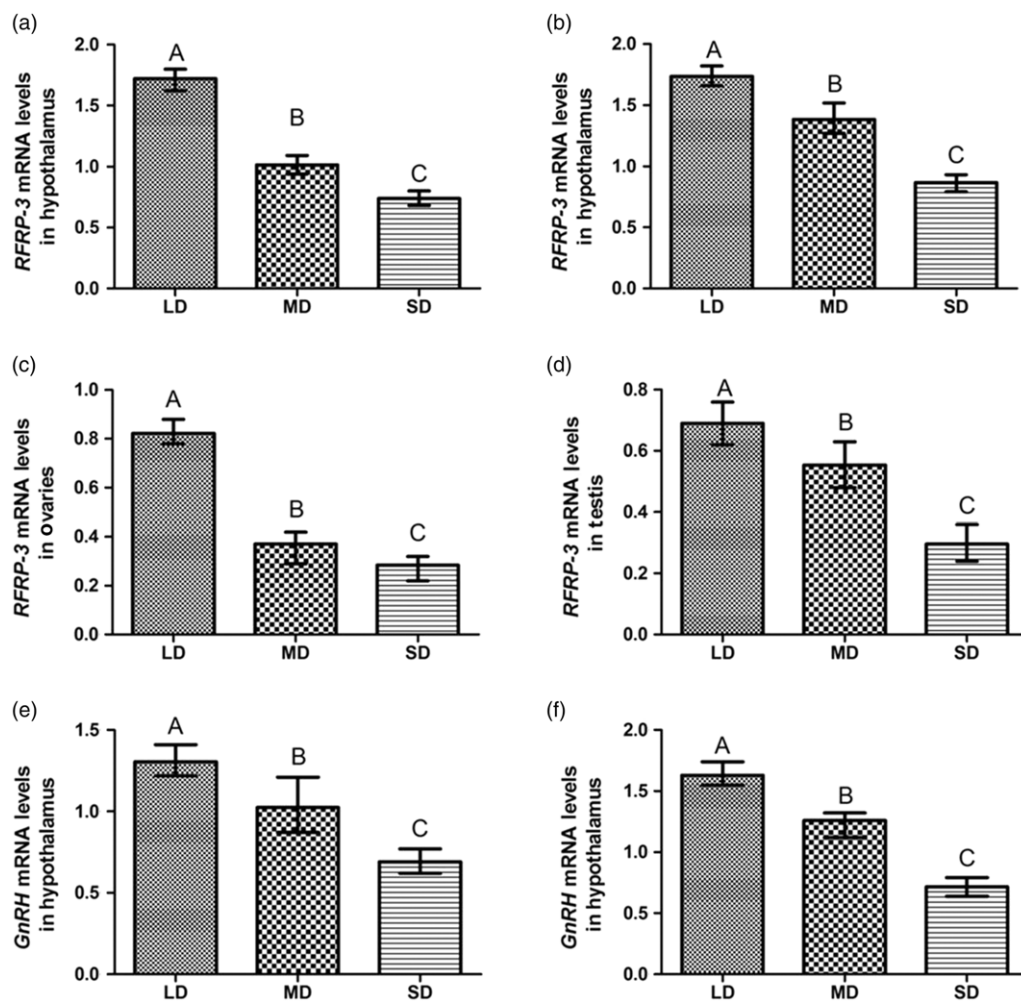 (a)
2.0
1.5
1.0
0.5
0.0
RFRP-3 mRNA levels
in hypothalamus
A
B
C
LD MD SD
(b)
2.0
1.5
1.0
0.5
0.0
RFRP-3 mRNA levels
in hypothalamus
A
B
C
LD MD SD
(c)
1.0
0.8
0.6
0.4
0.2
0.0
RFRP-3 mRNA levels
in ovaries
A
B
C
LD MD SD
(d)
0.8
0.6
0.4
0.2
0.0
RFRP-3 mRNA levels
in testis
A
B
C
LD MD SD
(e)
1.5
1.0
0.5
0.0
GnRH mRNA levels
in hypothalamus
A
B
C
LD MD SD
(f)
2.0
1.5
1.0
0.5
0.0
GnRH mRNA levels
in hypothalamus
A
B
C
LD MD SD